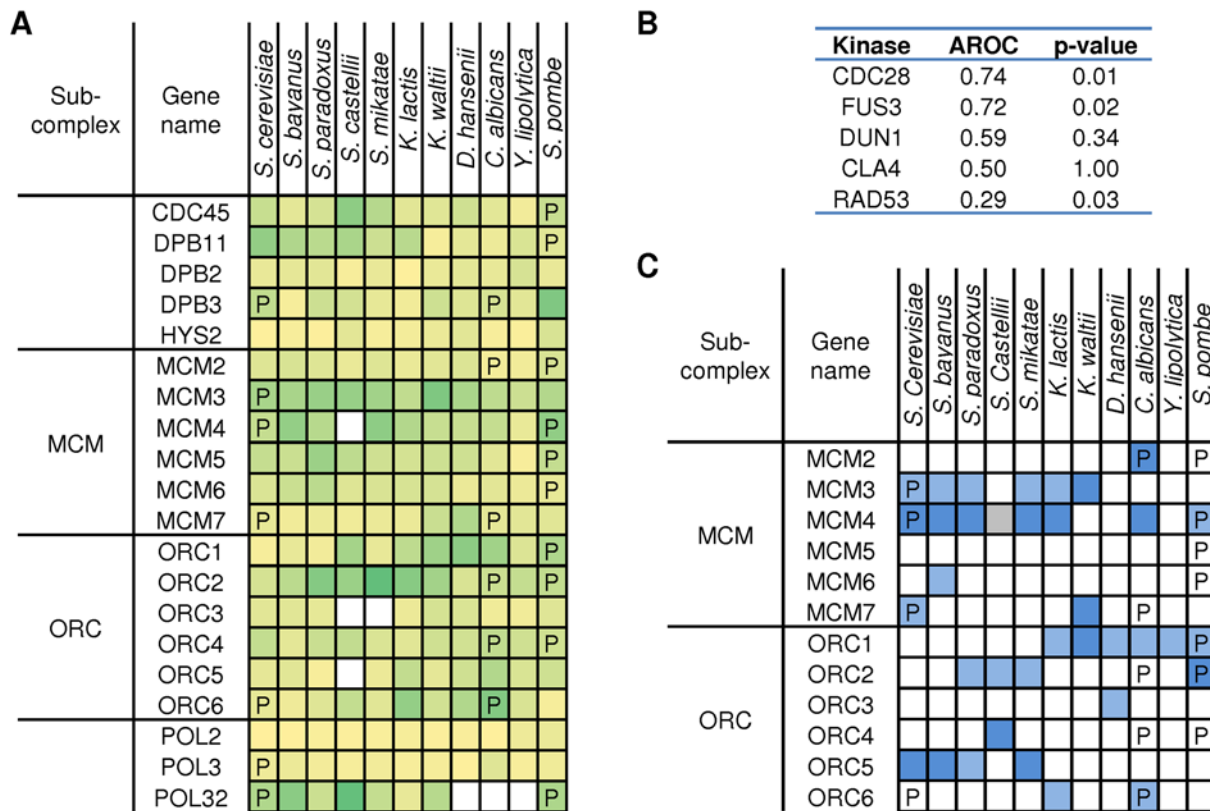 A
Sub-complex Gene name S. cerevisiae S. bayanus S. paradoxus S. castellii S. mikatae K. lactis K. waltii D. hansenii C. albicans Y. lipolytica S. pombe
CDC45 P
DPB11 P
DPB2
DPB3 P P
HYS2
MCM
MCM2 P P
MCM3 P
MCM4 P P
MCM5 P
MCM6 P
MCM7 P P
ORC
ORC1 P
ORC2 P P
ORC3
ORC4 P P
ORC5
ORC6 P P
POL2
POL3 P
POL32 P P
B
Kinase AROC p-value
CDC28 0.74 0.01
FUS3 0.72 0.02
DUN1 0.59 0.34
CLA4 0.50 1.00
RAD53 0.29 0.03
C
Sub-complex Gene name S. Cerevisiae S. bayanus S. paradoxus S. Castellii S. mikatae K. lactis K. waltii D. hansenii C. albicans Y. lipolytica S. pombe
MCM
MCM2 P P
MCM3 P
MCM4 P P
MCM5 P
MCM6 P
MCM7 P P
ORC
ORC1 P
ORC2 P P
ORC3
ORC4 P P
ORC5
ORC6 P P